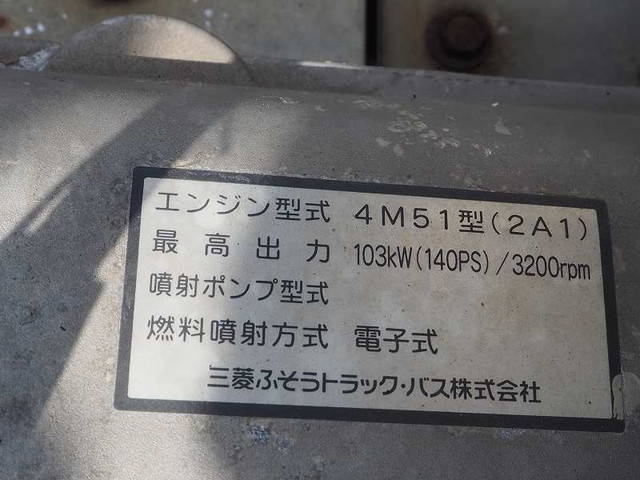 エンジン型式 4M51型(2A1)
最高出力 103kW(140PS)/3200rpm
噴射ポンプ型式
燃料噴射方式 電子式
三菱ふそうトラック・バス株式会社